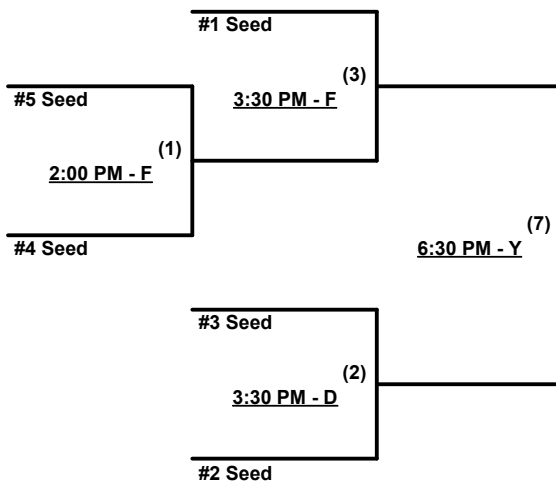 #1 Seed
(3)
3:30 PM - F
#5 Seed
(1)
2:00 PM - F
#4 Seed
(7)
6:30 PM - Y
#3 Seed
(2)
3:30 PM - D
#2 Seed